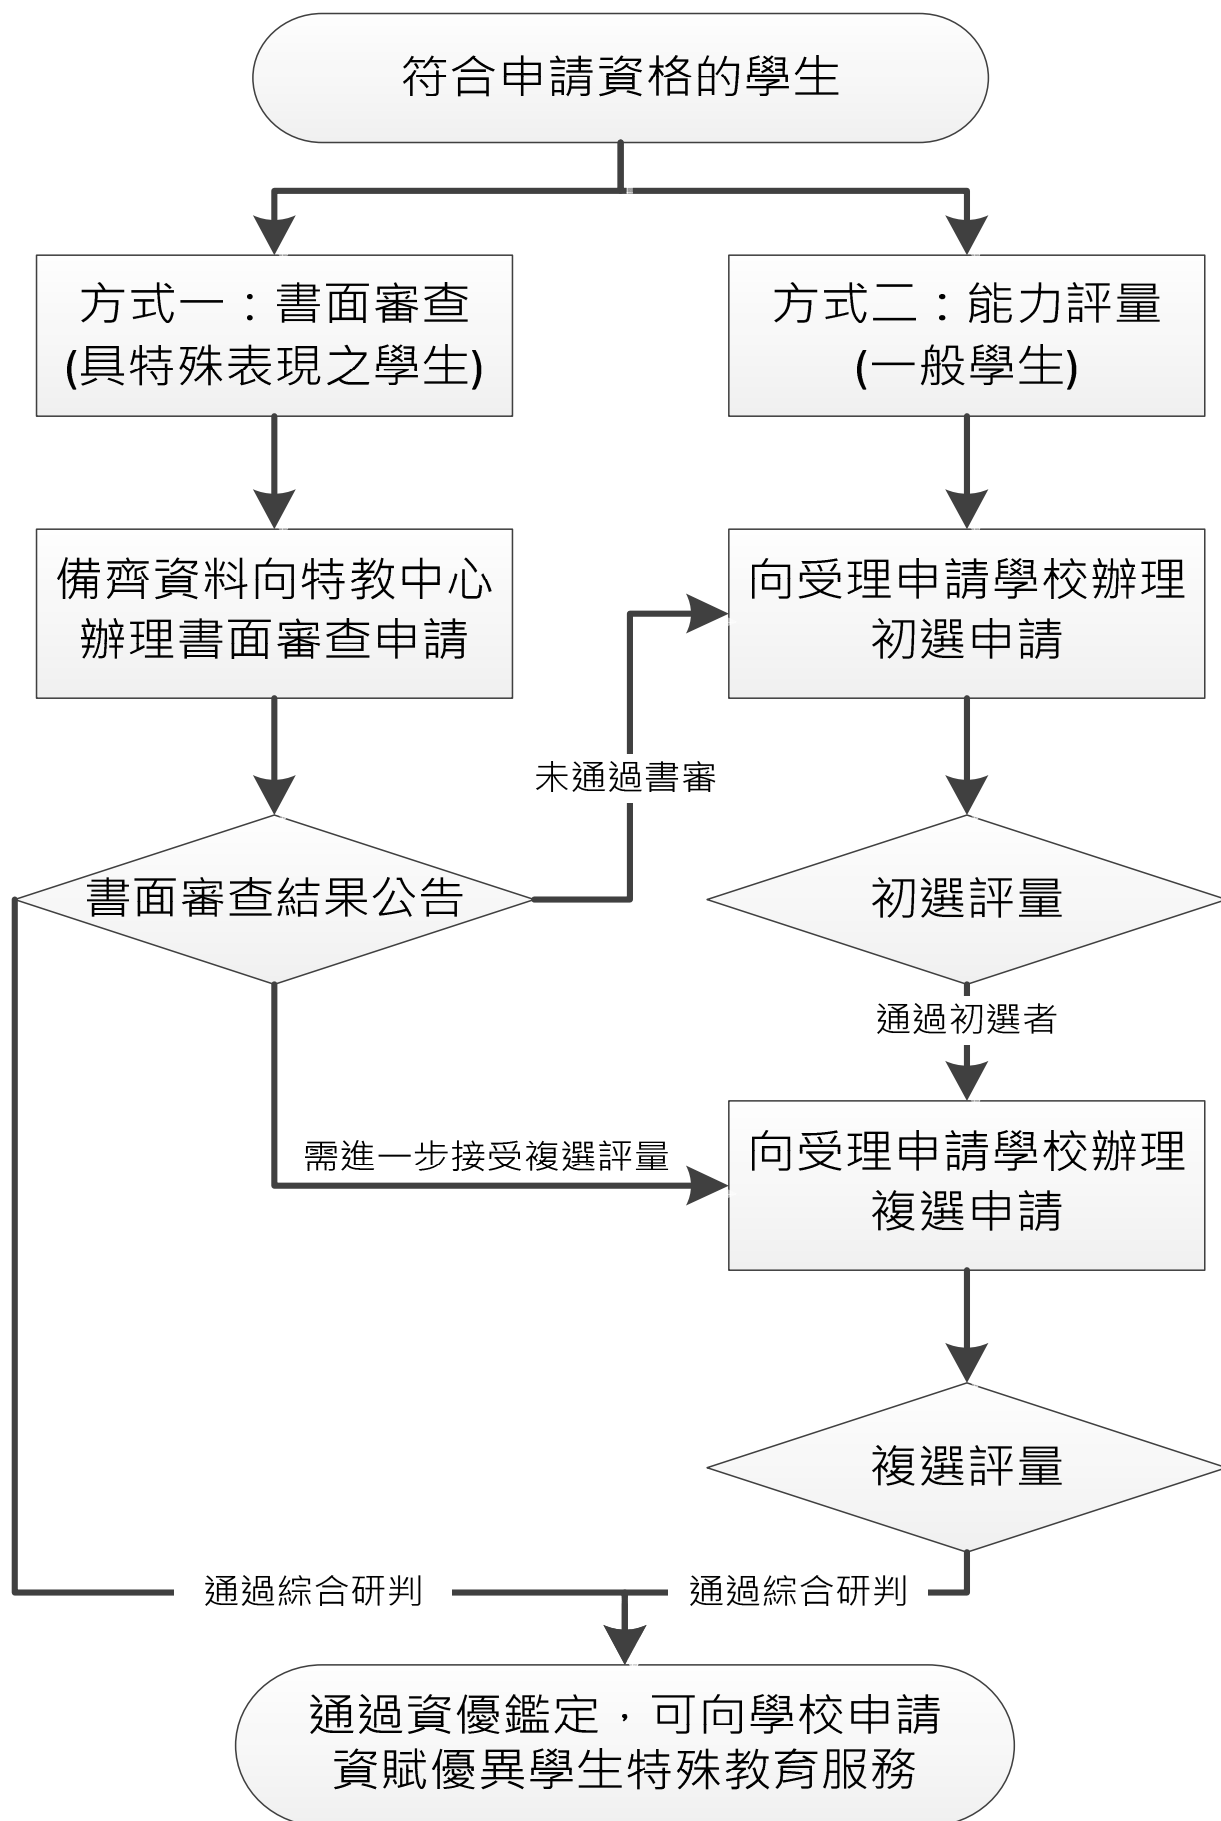 符合申請資格的學生
方式一：書面審查
(具特殊表現之學生)
方式二：能力評量
(一般學生)
備齊資料向特教中心
辦理書面審查申請
向受理申請學校辦理
初選申請
未通過書審
書面審查結果公告
初選評量
通過初選者
需進一步接受複選評量
向受理申請學校辦理
複選申請
複選評量
通過綜合研判
通過綜合研判
通過資優鑑定，可向學校申請
資賦優異學生特殊教育服務